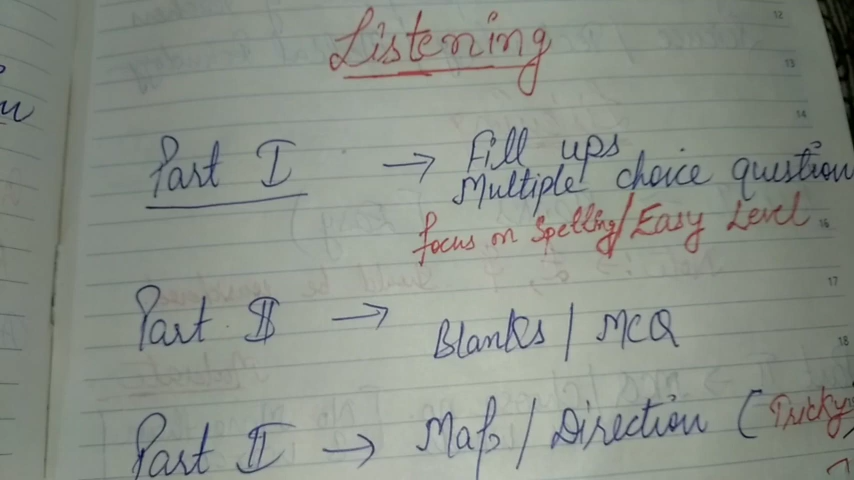 Listening
Part I → Fill ups
Multiple choice question
focus on spelling/Easy Level
Part II → Blanks / MCQ
Part II → Map / Direction (Tricky